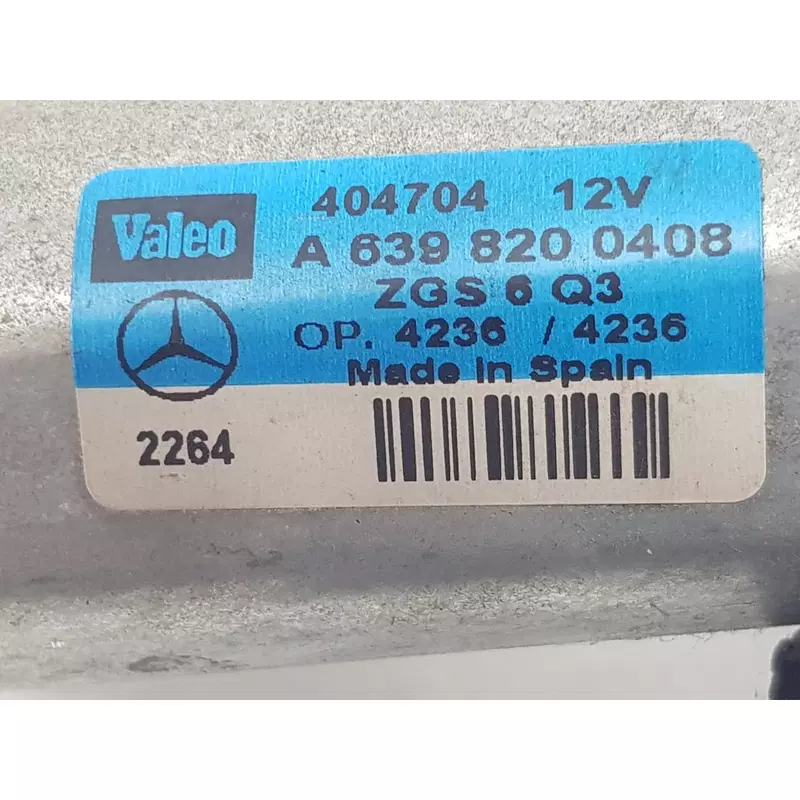 Valeo
404704 12V
A 639 820 0408
ZGS 6 Q3
OP. 4236 / 4236
Made in Spain
2264